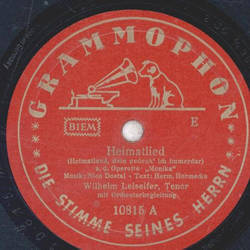 GRAMMOPHON
BIEM
E
Heimatlied
(Heimatland, dein gedenk' ich immerdar)
a. d. Operette „Monika"
Musik: Nico Dostal - Text: Herm. Hermecke
Wilhelm Leiseifer, Tenor
mit Orchesterbegleitung
10815 A
DIE STIMME SEINES HERRN